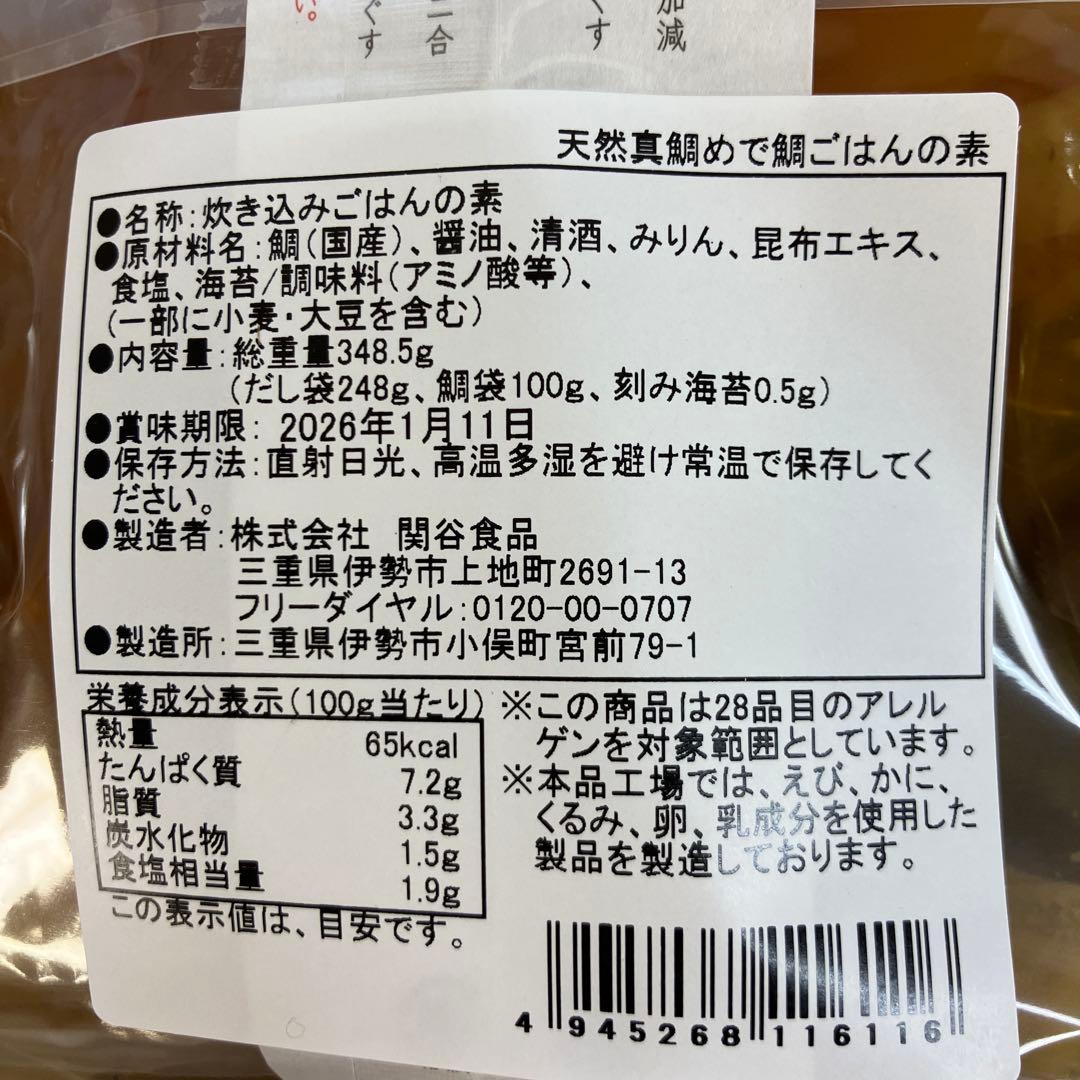 加減
くす
二合
ぐす
い。
天然真鯛めで鯛ごはんの素
●名称：炊き込みごはんの素
●原材料名：鯛(国産)、醤油、清酒、みりん、昆布エキス、
食塩、海苔/調味料(アミノ酸等)、
(一部に小麦・大豆を含む)
●内容量：総重量348.5g
(だし袋248g、鯛袋100g、刻み海苔0.5g)
●賞味期限： 2026年1月11日
●保存方法：直射日光、高温多湿を避け常温で保存してく
ださい。
●製造者：株式会社 関谷食品
三重県伊勢市上地町2691-13
フリーダイヤル：0120-00-0707
●製造所：三重県伊勢市小俣町宮前79-1
栄養成分表示(100g当たり)
熱量 65kcal
たんぱく質 7.2g
脂質 3.3g
炭水化物 1.5g
食塩相当量 1.9g
この表示値は、目安です。
※この商品は28品目のアレル
ゲンを対象範囲としています。
※本品工場では、えび、かに、
くるみ、卵、乳成分を使用した
製品を製造しております。
4 945268 116116